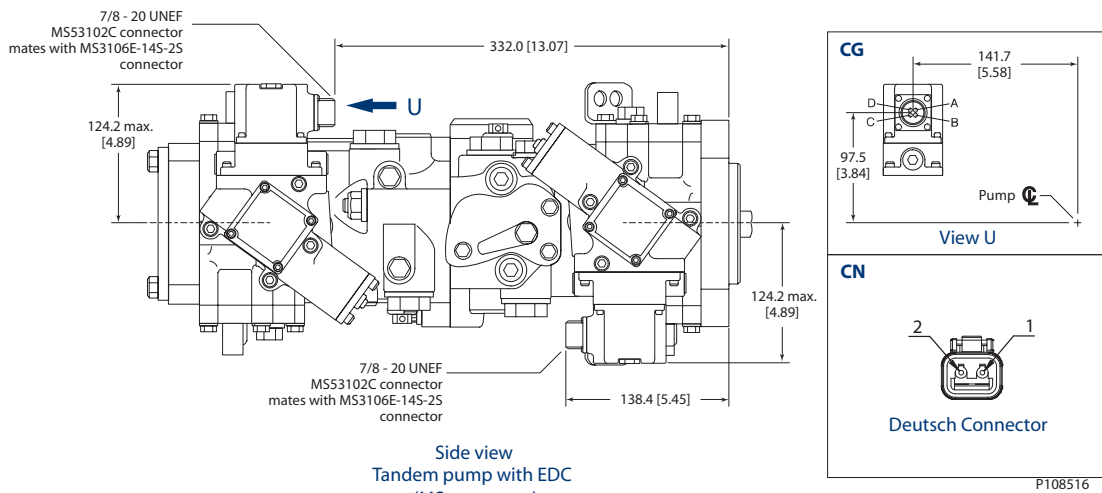 7/8 - 20 UNEF
MS53102C connector
mates with MS3106E-14S-2S
connector
332.0 [13.07]
U
124.2 max.
[4.89]
124.2 max.
[4.89]
7/8 - 20 UNEF
MS53102C connector
mates with MS3106E-14S-2S
connector
138.4 [5.45]
Side view
Tandem pump with EDC
CG
141.7
[5.58]
D
A
C
B
97.5
[3.84]
Pump ℄
View U
CN
2
1
Deutsch Connector
P108516